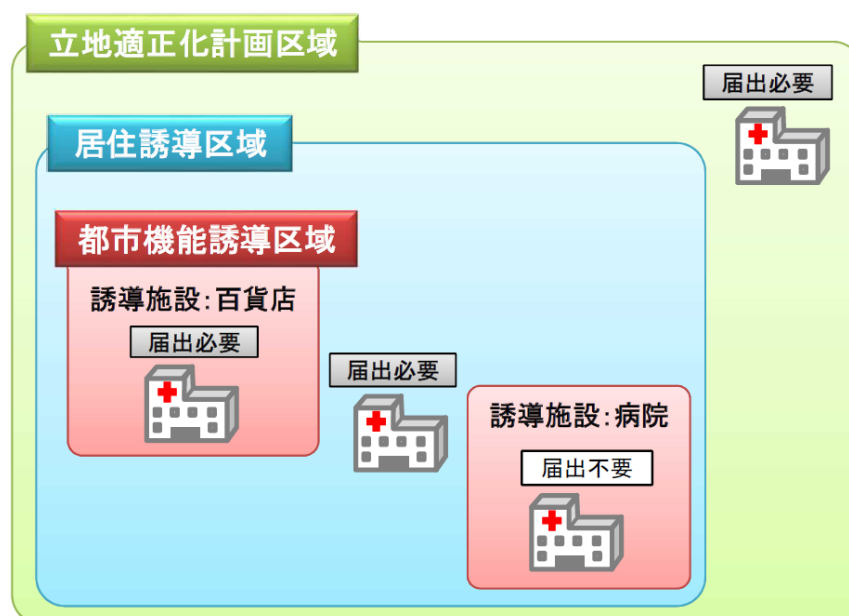 立地適正化計画区域
届出必要
居住誘導区域
都市機能誘導区域
誘導施設：百貨店
届出必要
届出必要
誘導施設：病院
届出不要